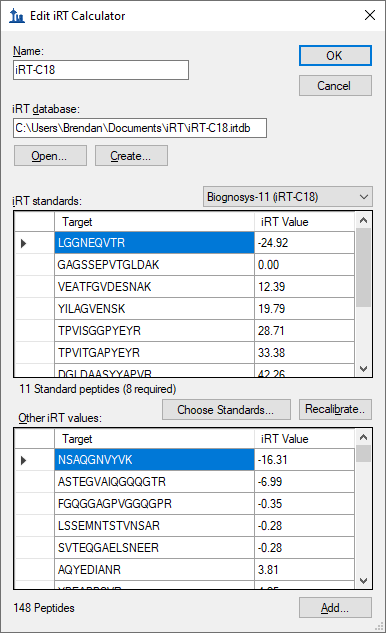 Edit iRT Calculator
Name:
iRT-C18
OK
Cancel
iRT database:
C:\Users\Brendan\Documents\iRT\iRT-C18.irtdb
Open...
Create...
iRT standards:
Biognosys-11 (iRT-C18)
Target iRT Value
LGGNEQVTR -24.92
GAGSSEPVTGLDAK 0.00
VEATFGVDESNAK 12.39
YILAGVENSK 19.79
TPVISGGPYEYR 28.71
TPVITGAPYEYR 33.38
DGLDAASYYAPVR 42.26
11 Standard peptides (8 required)
Choose Standards...
Recalibrate..
Other iRT values:
Target iRT Value
NSAQGNVYVK -16.31
ASTEGVAIQGQQGTR -6.99
FGQGGAGPVGGQGPR -0.35
LSSEMNTSTVNSAR -0.28
SVTEQGAELSNEER -0.28
AQYEDIANR 3.81
148 Peptides
Add...